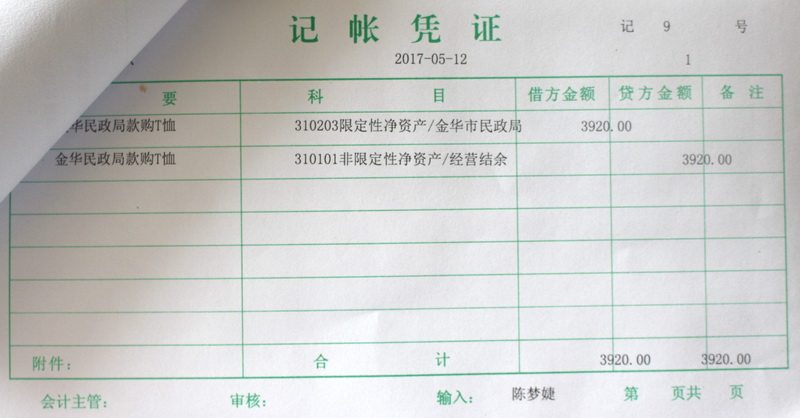 记帐凭证
记 9 号
2017-05-12 1
要 科目 借方金额 贷方金额 备注
华民政局款购T恤 310203限定性净资产/金华市民政局 3920.00
金华民政局款购T恤 310101非限定性净资产/经营结余 3920.00
附件: 合计 3920.00 3920.00
会计主管: 审核: 输入: 陈梦婕 第 页共 页